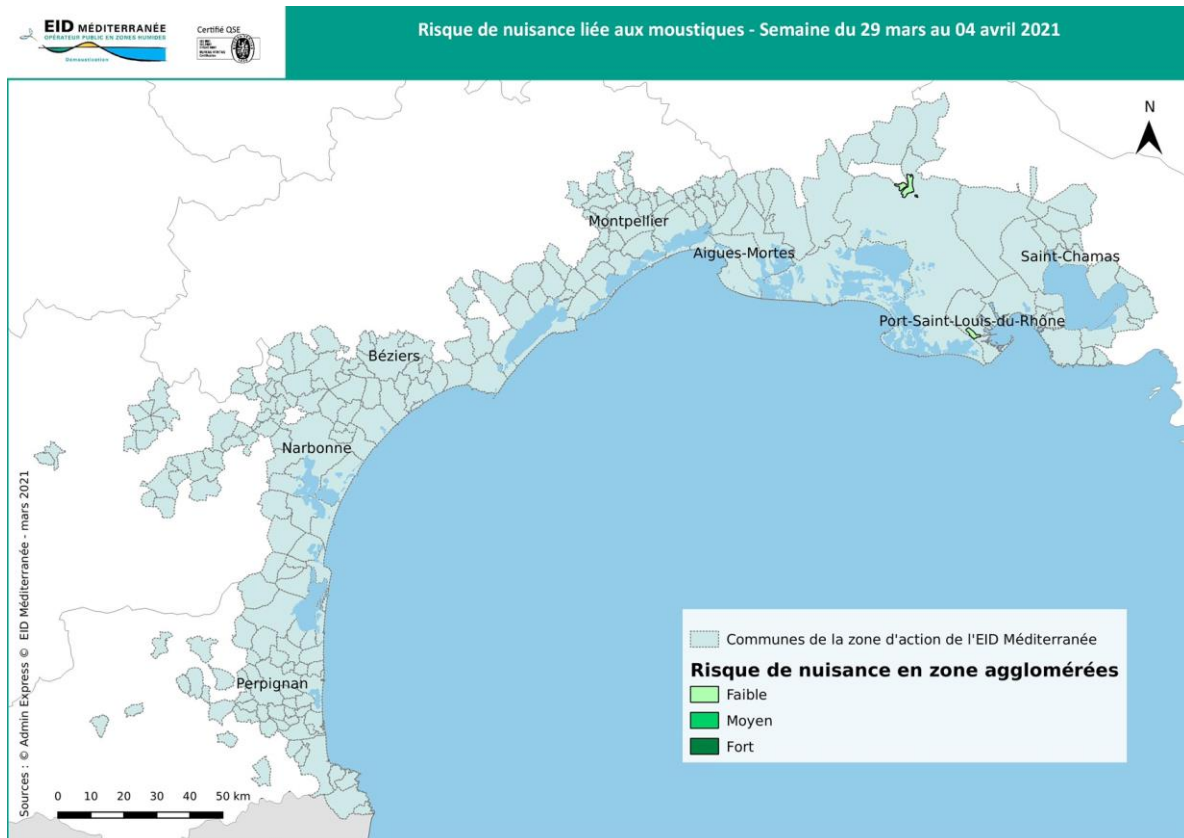 EID MÉDITERRANÉE
OPÉRATEUR PUBLIC EN ZONES HUMIDES
Démoustication
Certifié QSE
Risque de nuisance liée aux moustiques - Semaine du 29 mars au 04 avril 2021
N
Montpellier
Aigues-Mortes
Saint-Chamas
Port-Saint-Louis-du-Rhône
Béziers
Narbonne
Perpignan
Communes de la zone d'action de l'EID Méditerranée
Risque de nuisance en zone agglomérées
Faible
Moyen
Fort
Sources : © Admin Express © EID Méditerranée - mars 2021
0 10 20 30 40 50 km